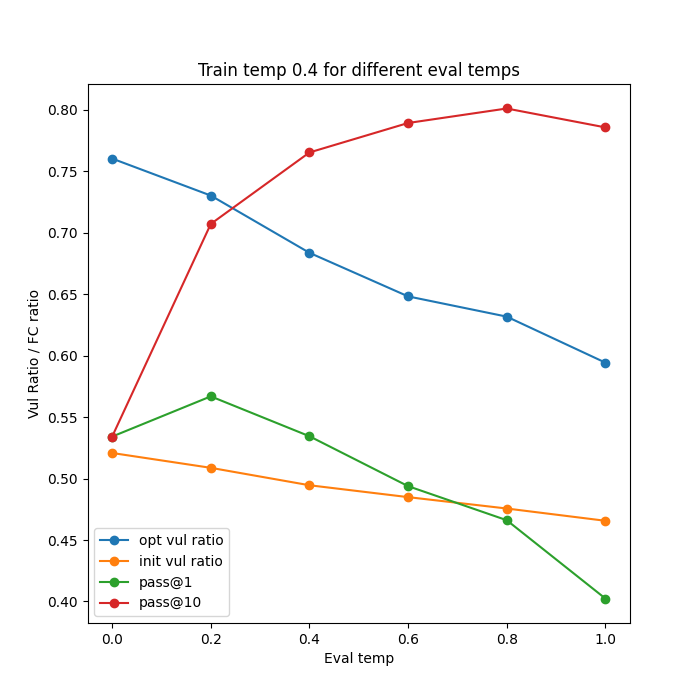 Train temp 0.4 for different eval temps
Vul Ratio / FC ratio
0.80
0.75
0.70
0.65
0.60
0.55
0.50
0.45
0.40
opt vul ratio
init vul ratio
pass@1
pass@10
0.0 0.2 0.4 0.6 0.8 1.0
Eval temp